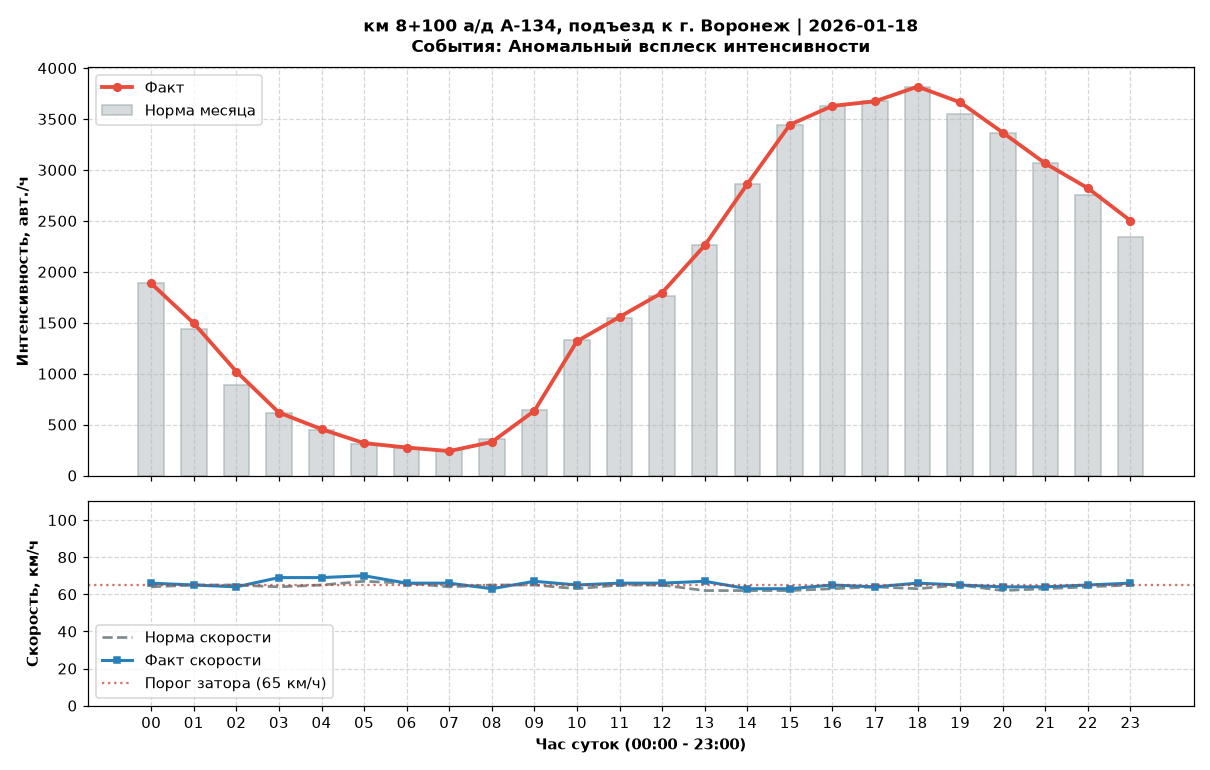 км 8+100 а/д А-134, подъезд к г. Воронеж | 2026-01-18
События: Аномальный всплеск интенсивности
Интенсивность, авт./ч
4000
3500
3000
2500
2000
1500
1000
500
0
Факт
Норма месяца
Скорость, км/ч
100
80
60
40
20
0
Норма скорости
Факт скорости
Порог затора (65 км/ч)
00 01 02 03 04 05 06 07 08 09 10 11 12 13 14 15 16 17 18 19 20 21 22 23
Час суток (00:00 - 23:00)